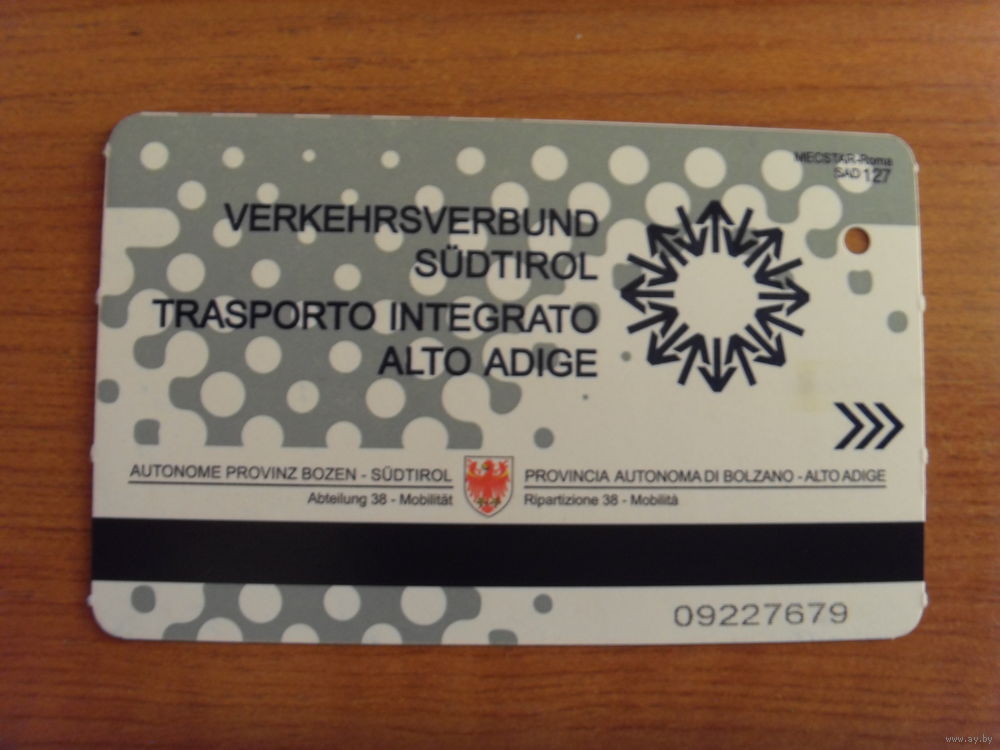 MECSTAR-Roma
SAD 127
VERKEHRSVERBUND
SÜDTIROL
TRASPORTO INTEGRATO
ALTO ADIGE
AUTONOME PROVINZ BOZEN - SÜDTIROL
Abteilung 38 - Mobilität
PROVINCIA AUTONOMA DI BOLZANO - ALTO ADIGE
Ripartizione 38 - Mobilità
09227679
www.ay.by